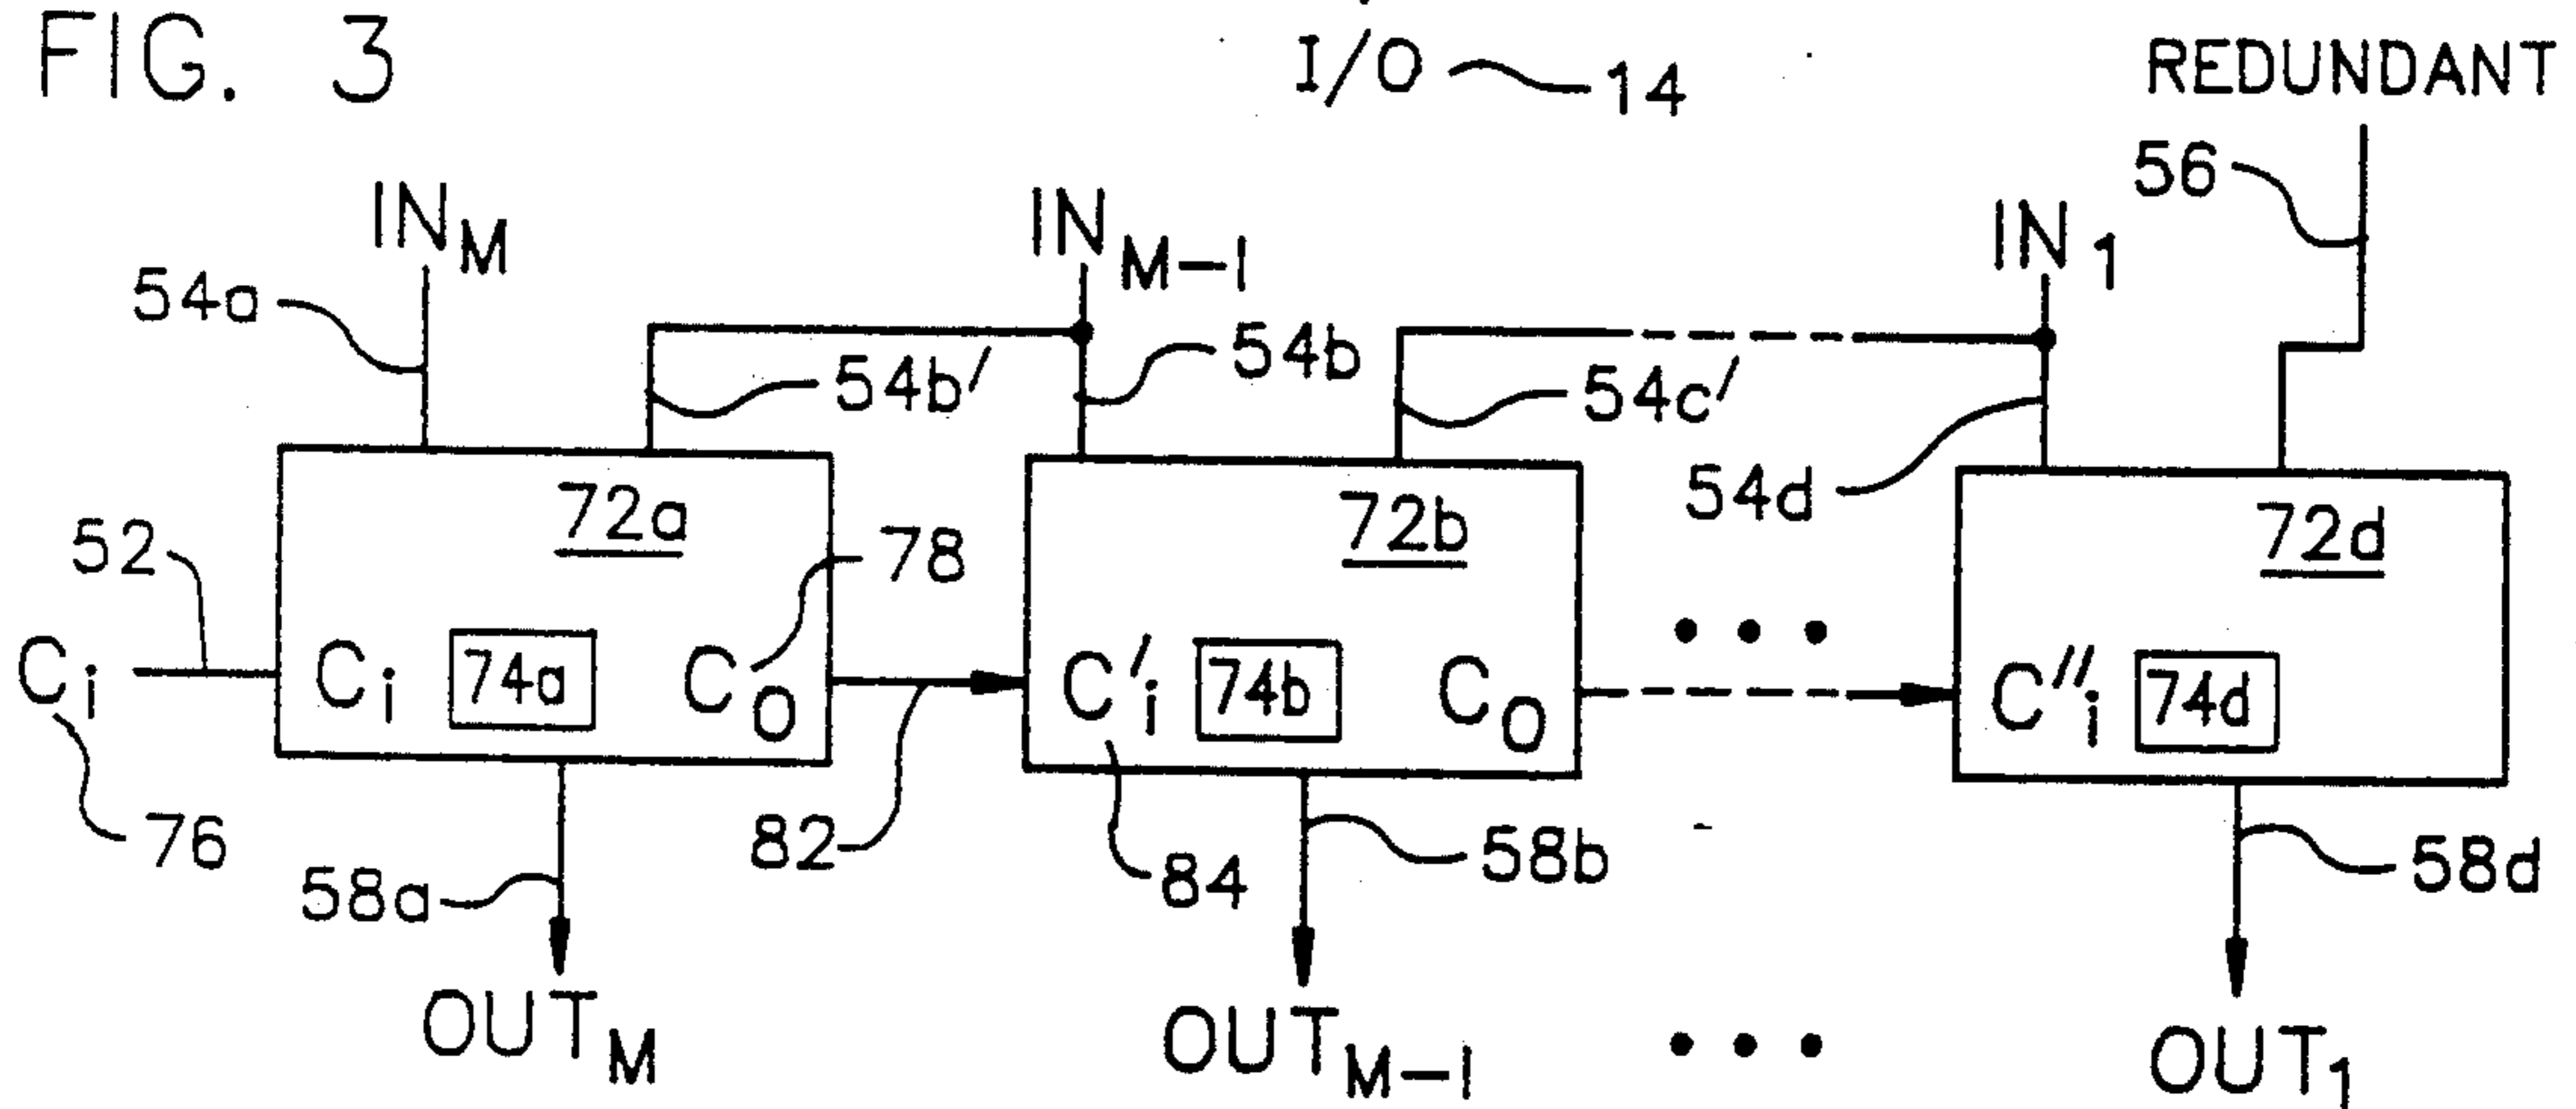 FIG. 3
I/O 14
REDUNDANT
56
IN_M
IN_M-1
IN_1
54a
54b'
54b
54c'
54d
72a
72b
72d
52
78
C_i
C_i
74a
C_O
C'_i
74b
C_O
C''_i
74d
76
58a
82
84
58b
58d
OUT_M
OUT_M-1
OUT_1